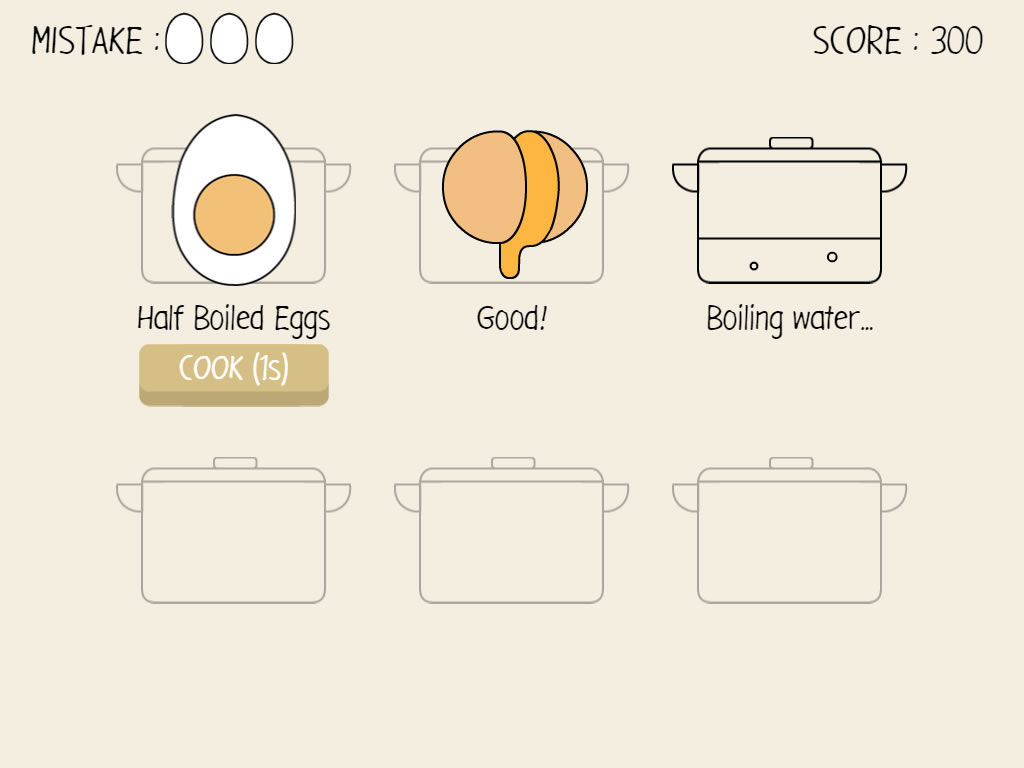 MISTAKE :
SCORE : 300
Half Boiled Eggs
Good!
Boiling water...
COOK (1s)